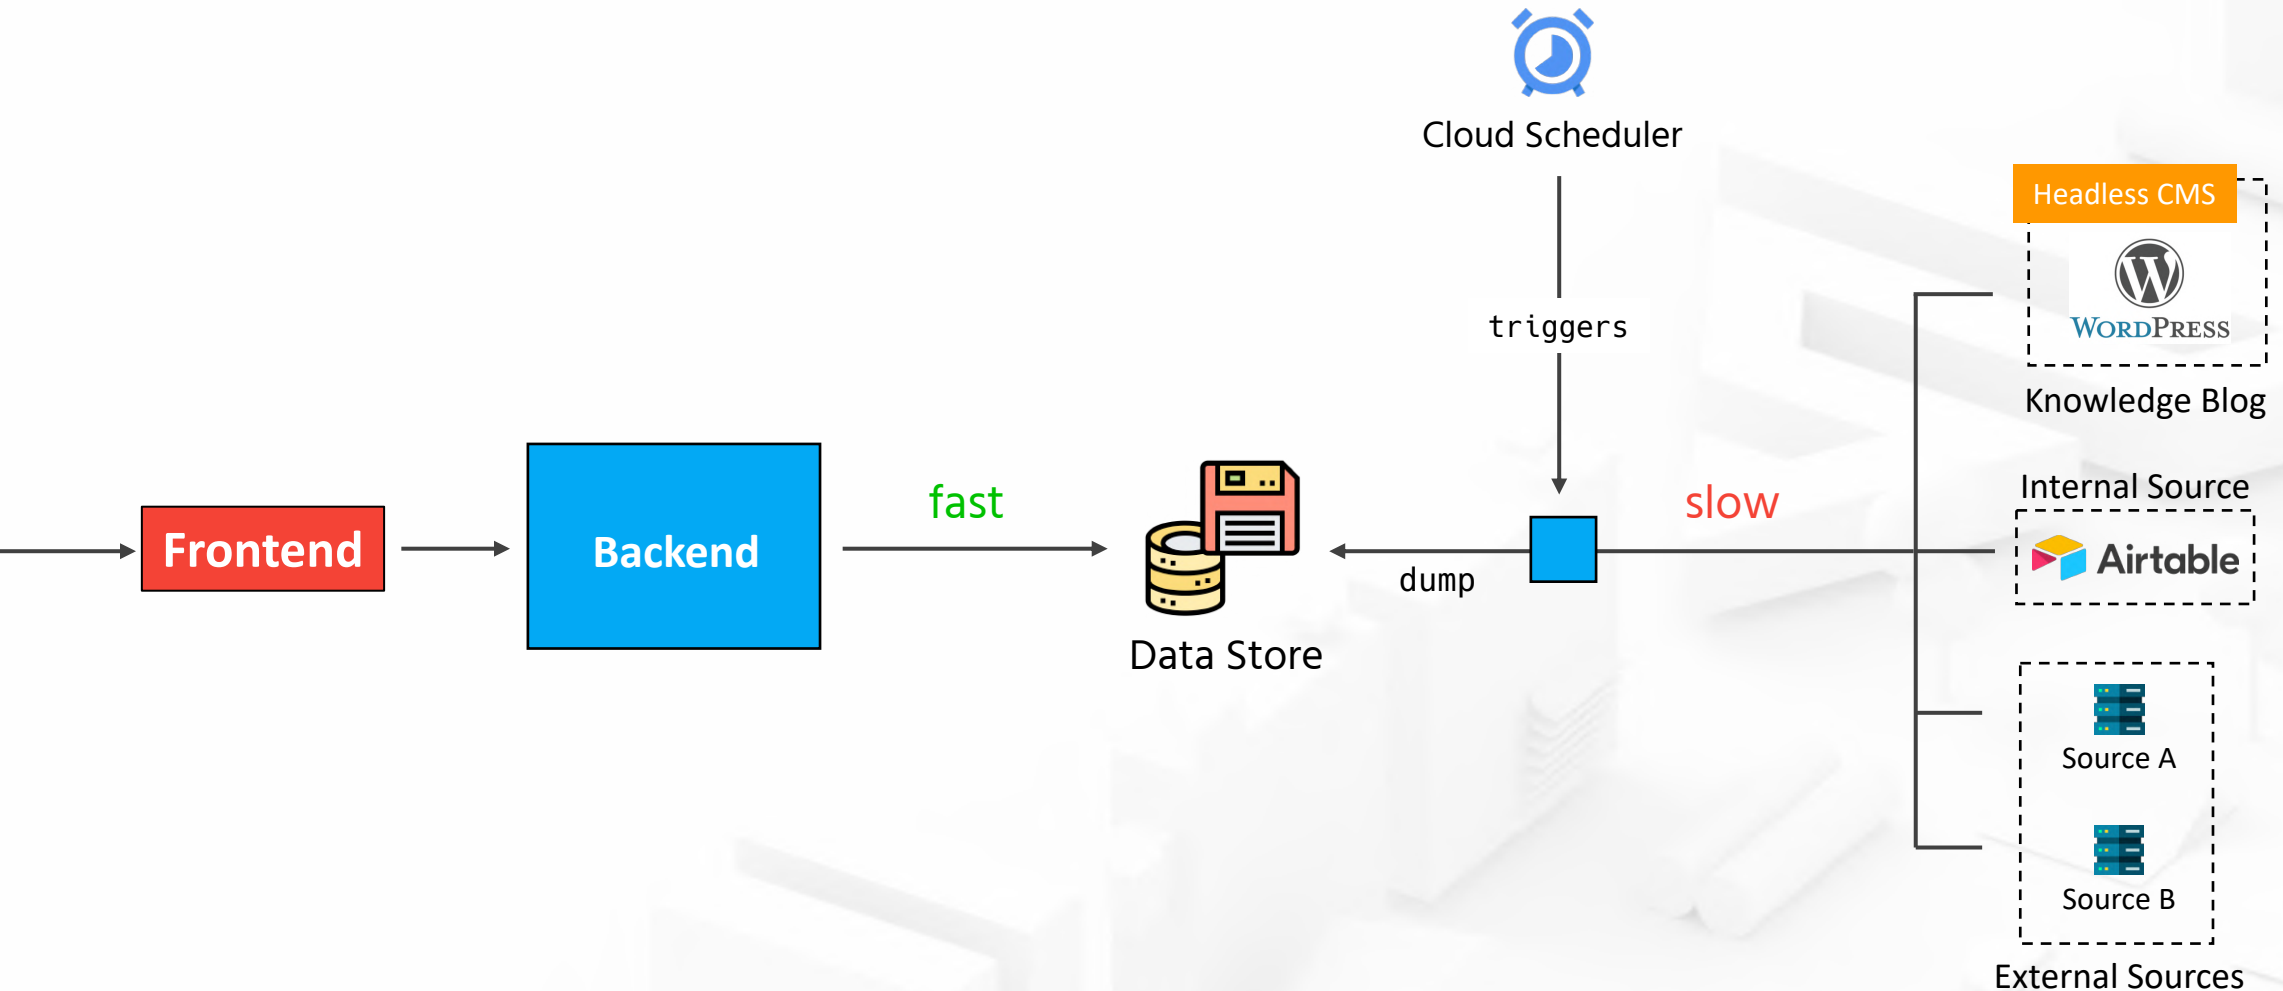 Cloud Scheduler
Headless CMS
WORDPRESS
triggers
Knowledge Blog
Internal Source
Airtable
Frontend
Backend
fast
slow
dump
Data Store
Source A
Source B
External Sources